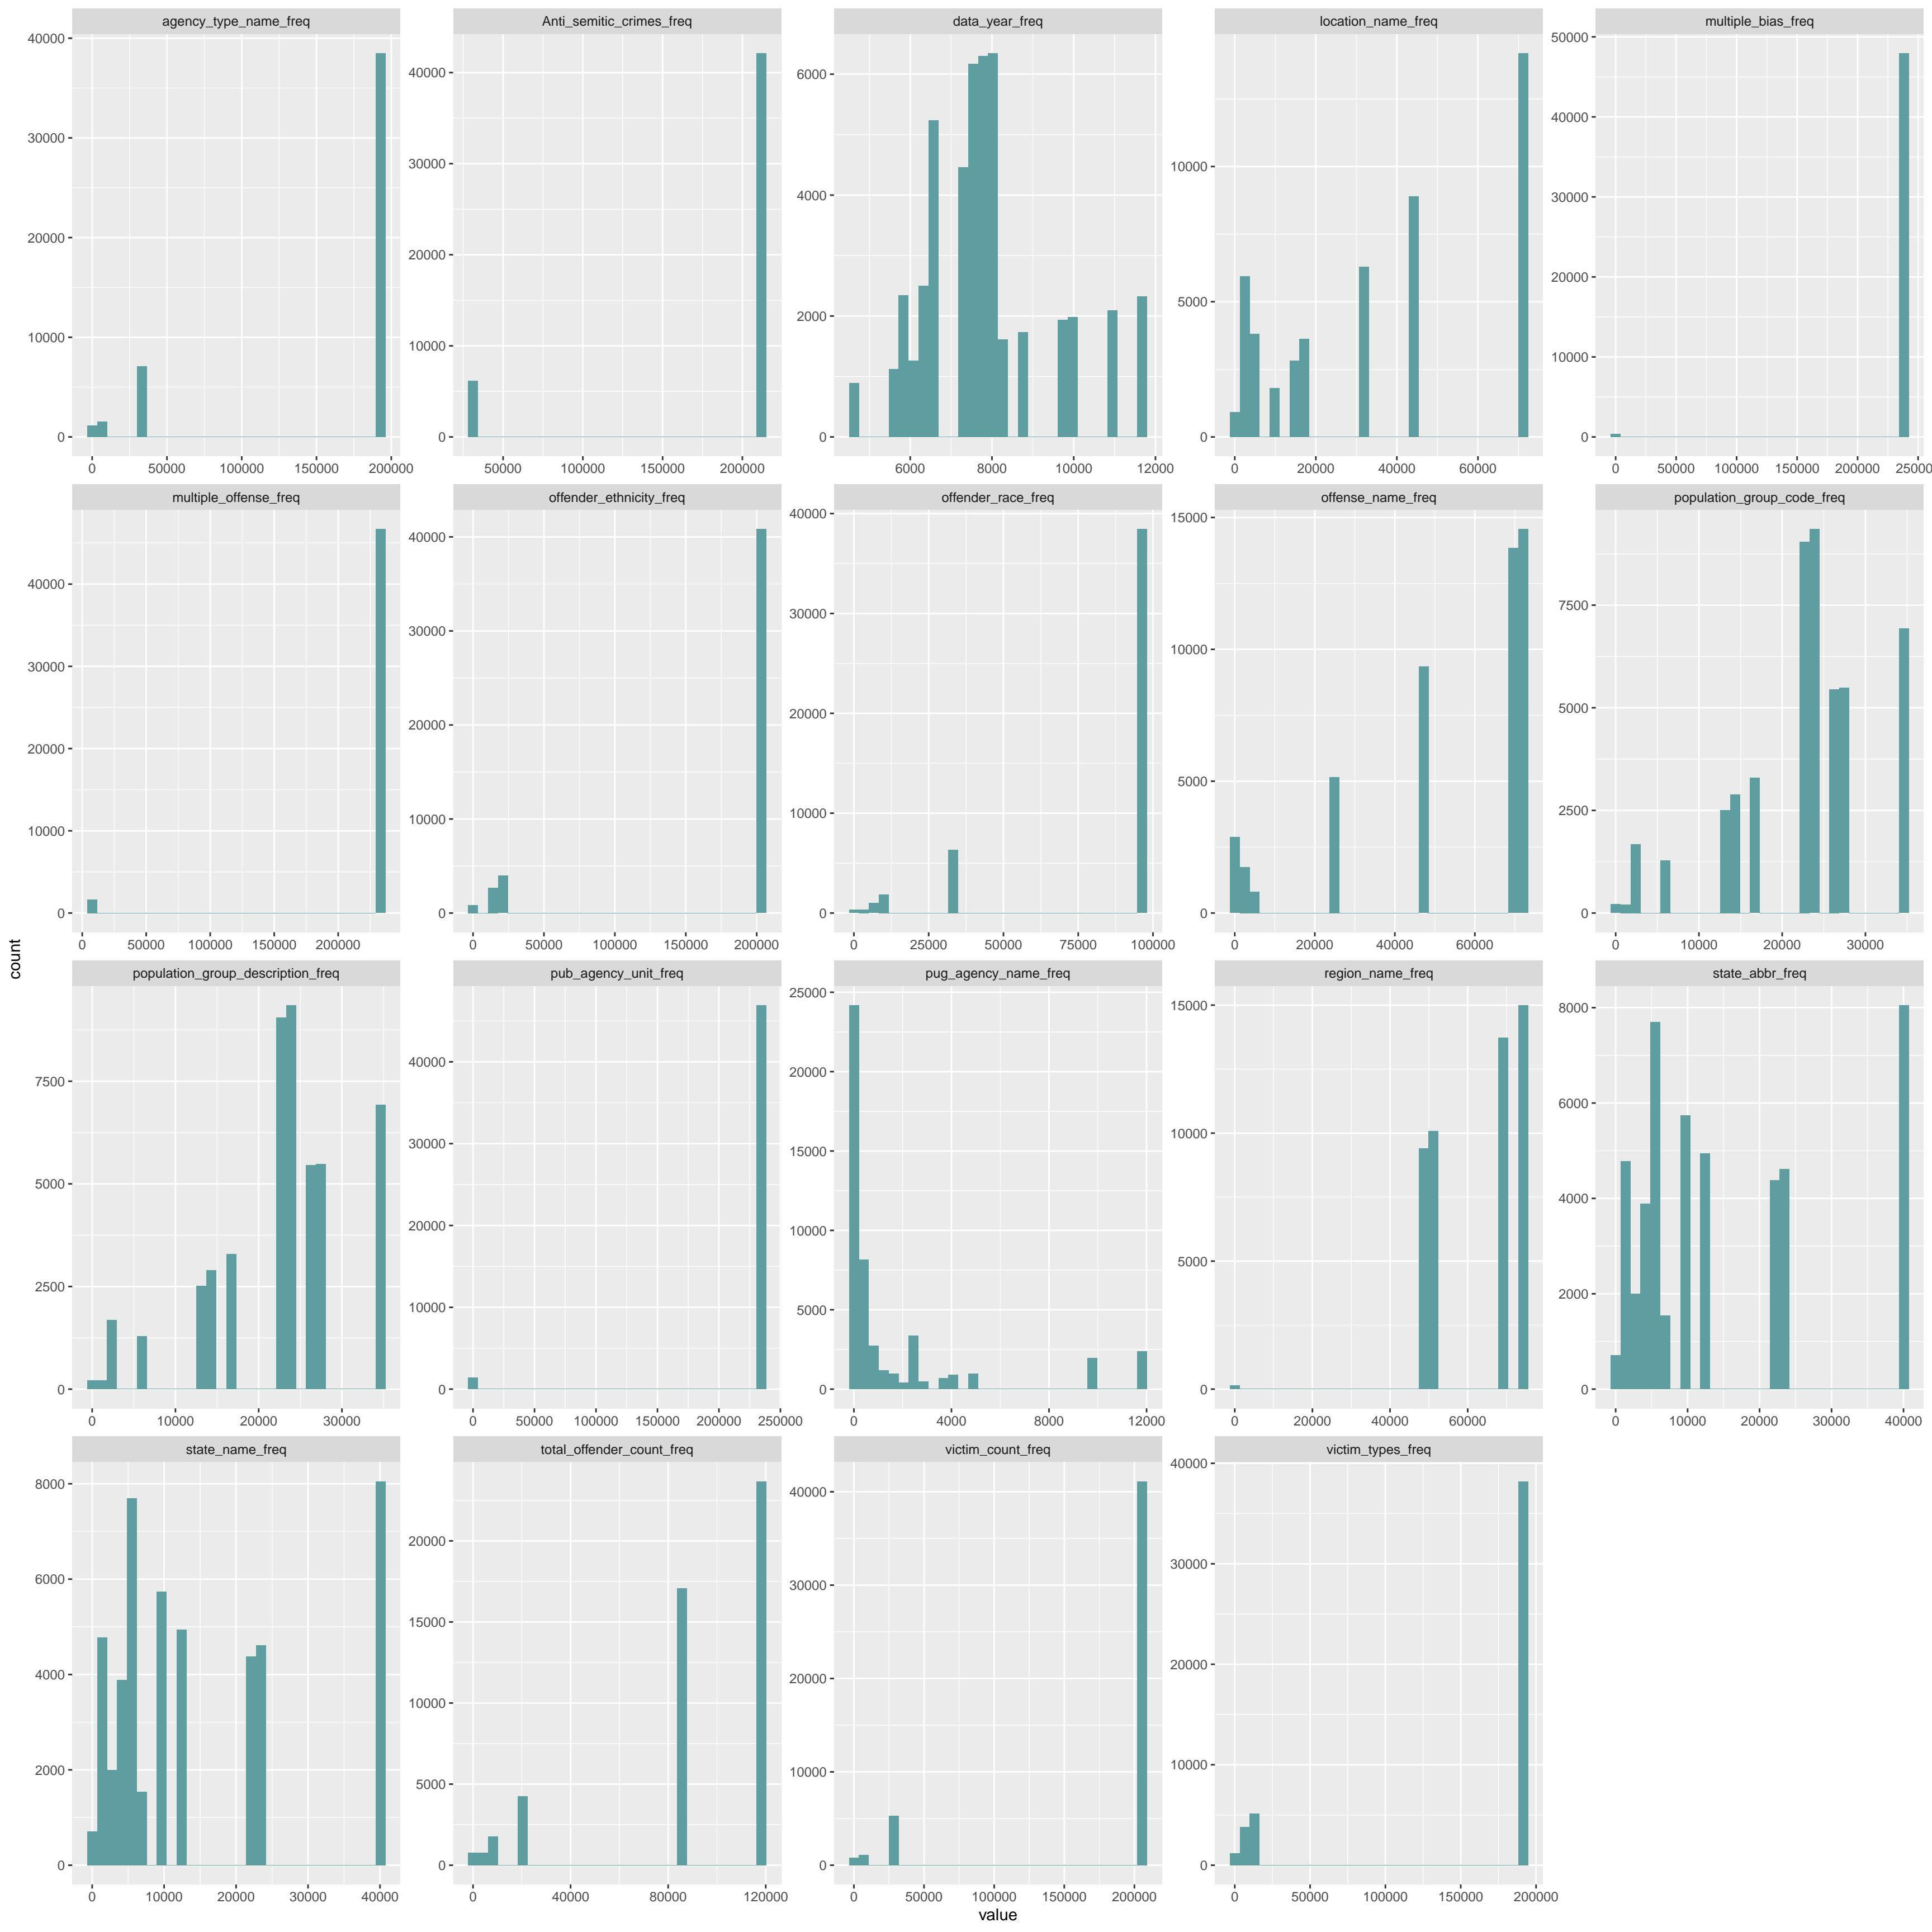 agency_type_name_freq Anti_semitic_crimes_freq data_year_freq location_name_freq multiple_bias_freq
40000 30000 20000 10000 0
40000 30000 20000 10000 0
6000 4000 2000 0
10000 5000 0
50000 40000 30000 20000 10000 0
0 50000 100000 150000 200000
50000 100000 150000 200000
6000 8000 10000 12000
0 20000 40000 60000
0 50000 100000 150000 200000 25000
multiple_offense_freq offender_ethnicity_freq offender_race_freq offense_name_freq population_group_code_freq
40000 30000 20000 10000 0
40000 30000 20000 10000 0
40000 30000 20000 10000 0
15000 10000 5000 0
7500 5000 2500 0
0 50000 100000 150000 200000
0 50000 100000 150000 200000
0 25000 50000 75000 100000
0 20000 40000 60000
0 10000 20000 30000
count
population_group_description_freq pub_agency_unit_freq pug_agency_name_freq region_name_freq state_abbr_freq
7500 5000 2500 0
40000 30000 20000 10000 0
25000 20000 15000 10000 5000 0
15000 10000 5000 0
8000 6000 4000 2000 0
0 10000 20000 30000
0 50000 100000 150000 200000 250000
0 4000 8000 12000
0 20000 40000 60000
0 10000 20000 30000 40000
state_name_freq total_offender_count_freq victim_count_freq victim_types_freq
8000 6000 4000 2000 0
20000 15000 10000 5000 0
40000 30000 20000 10000 0
40000 30000 20000 10000 0
0 10000 20000 30000 40000
0 40000 80000 120000
0 50000 100000 150000 200000
0 50000 100000 150000 200000
value